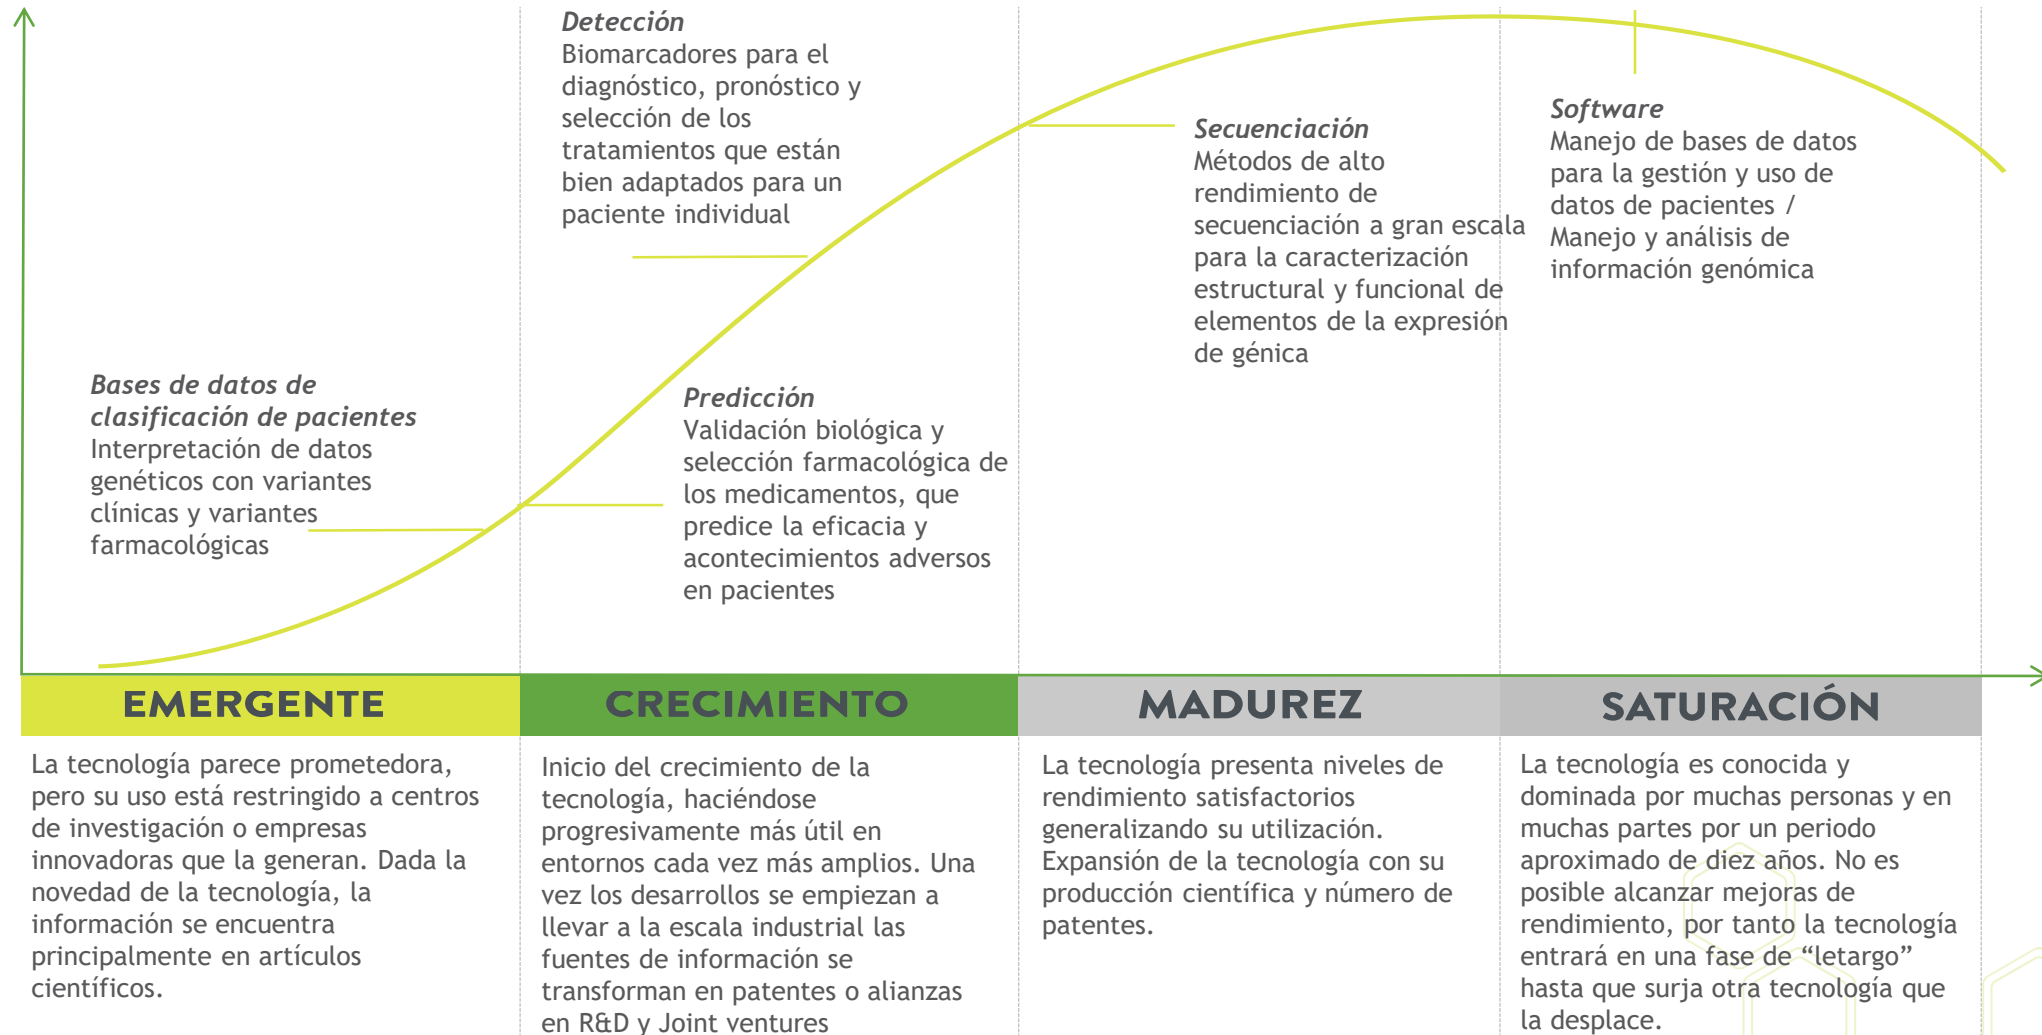 Detección
Biomarcadores para el
diagnóstico, pronóstico y
selección de los
tratamientos que están
bien adaptados para un
paciente individual
Secuenciación
Métodos de alto
rendimiento de
secuenciación a gran escala
para la caracterización
estructural y funcional de
elementos de la expresión
de génica
Software
Manejo de bases de datos
para la gestión y uso de
datos de pacientes /
Manejo y análisis de
información genómica
Bases de datos de
clasificación de pacientes
Interpretación de datos
genéticos con variantes
clínicas y variantes
farmacológicas
Predicción
Validación biológica y
selección farmacológica de
los medicamentos, que
predice la eficacia y
acontecimientos adversos
en pacientes
EMERGENTE
La tecnología parece prometedora,
pero su uso está restringido a centros
de investigación o empresas
innovadoras que la generan. Dada la
novedad de la tecnología, la
información se encuentra
principalmente en artículos
científicos.
CRECIMIENTO
Inicio del crecimiento de la
tecnología, haciéndose
progresivamente más útil en
entornos cada vez más amplios. Una
vez los desarrollos se empiezan a
llevar a la escala industrial las
fuentes de información se
transforman en patentes o alianzas
en R&D y Joint ventures
MADUREZ
La tecnología presenta niveles de
rendimiento satisfactorios
generalizando su utilización.
Expansión de la tecnología con su
producción científica y número de
patentes.
SATURACIÓN
La tecnología es conocida y
dominada por muchas personas y en
muchas partes por un periodo
aproximado de diez años. No es
posible alcanzar mejoras de
rendimiento, por tanto la tecnología
entrará en una fase de “letargo”
hasta que surja otra tecnología que
la desplace.